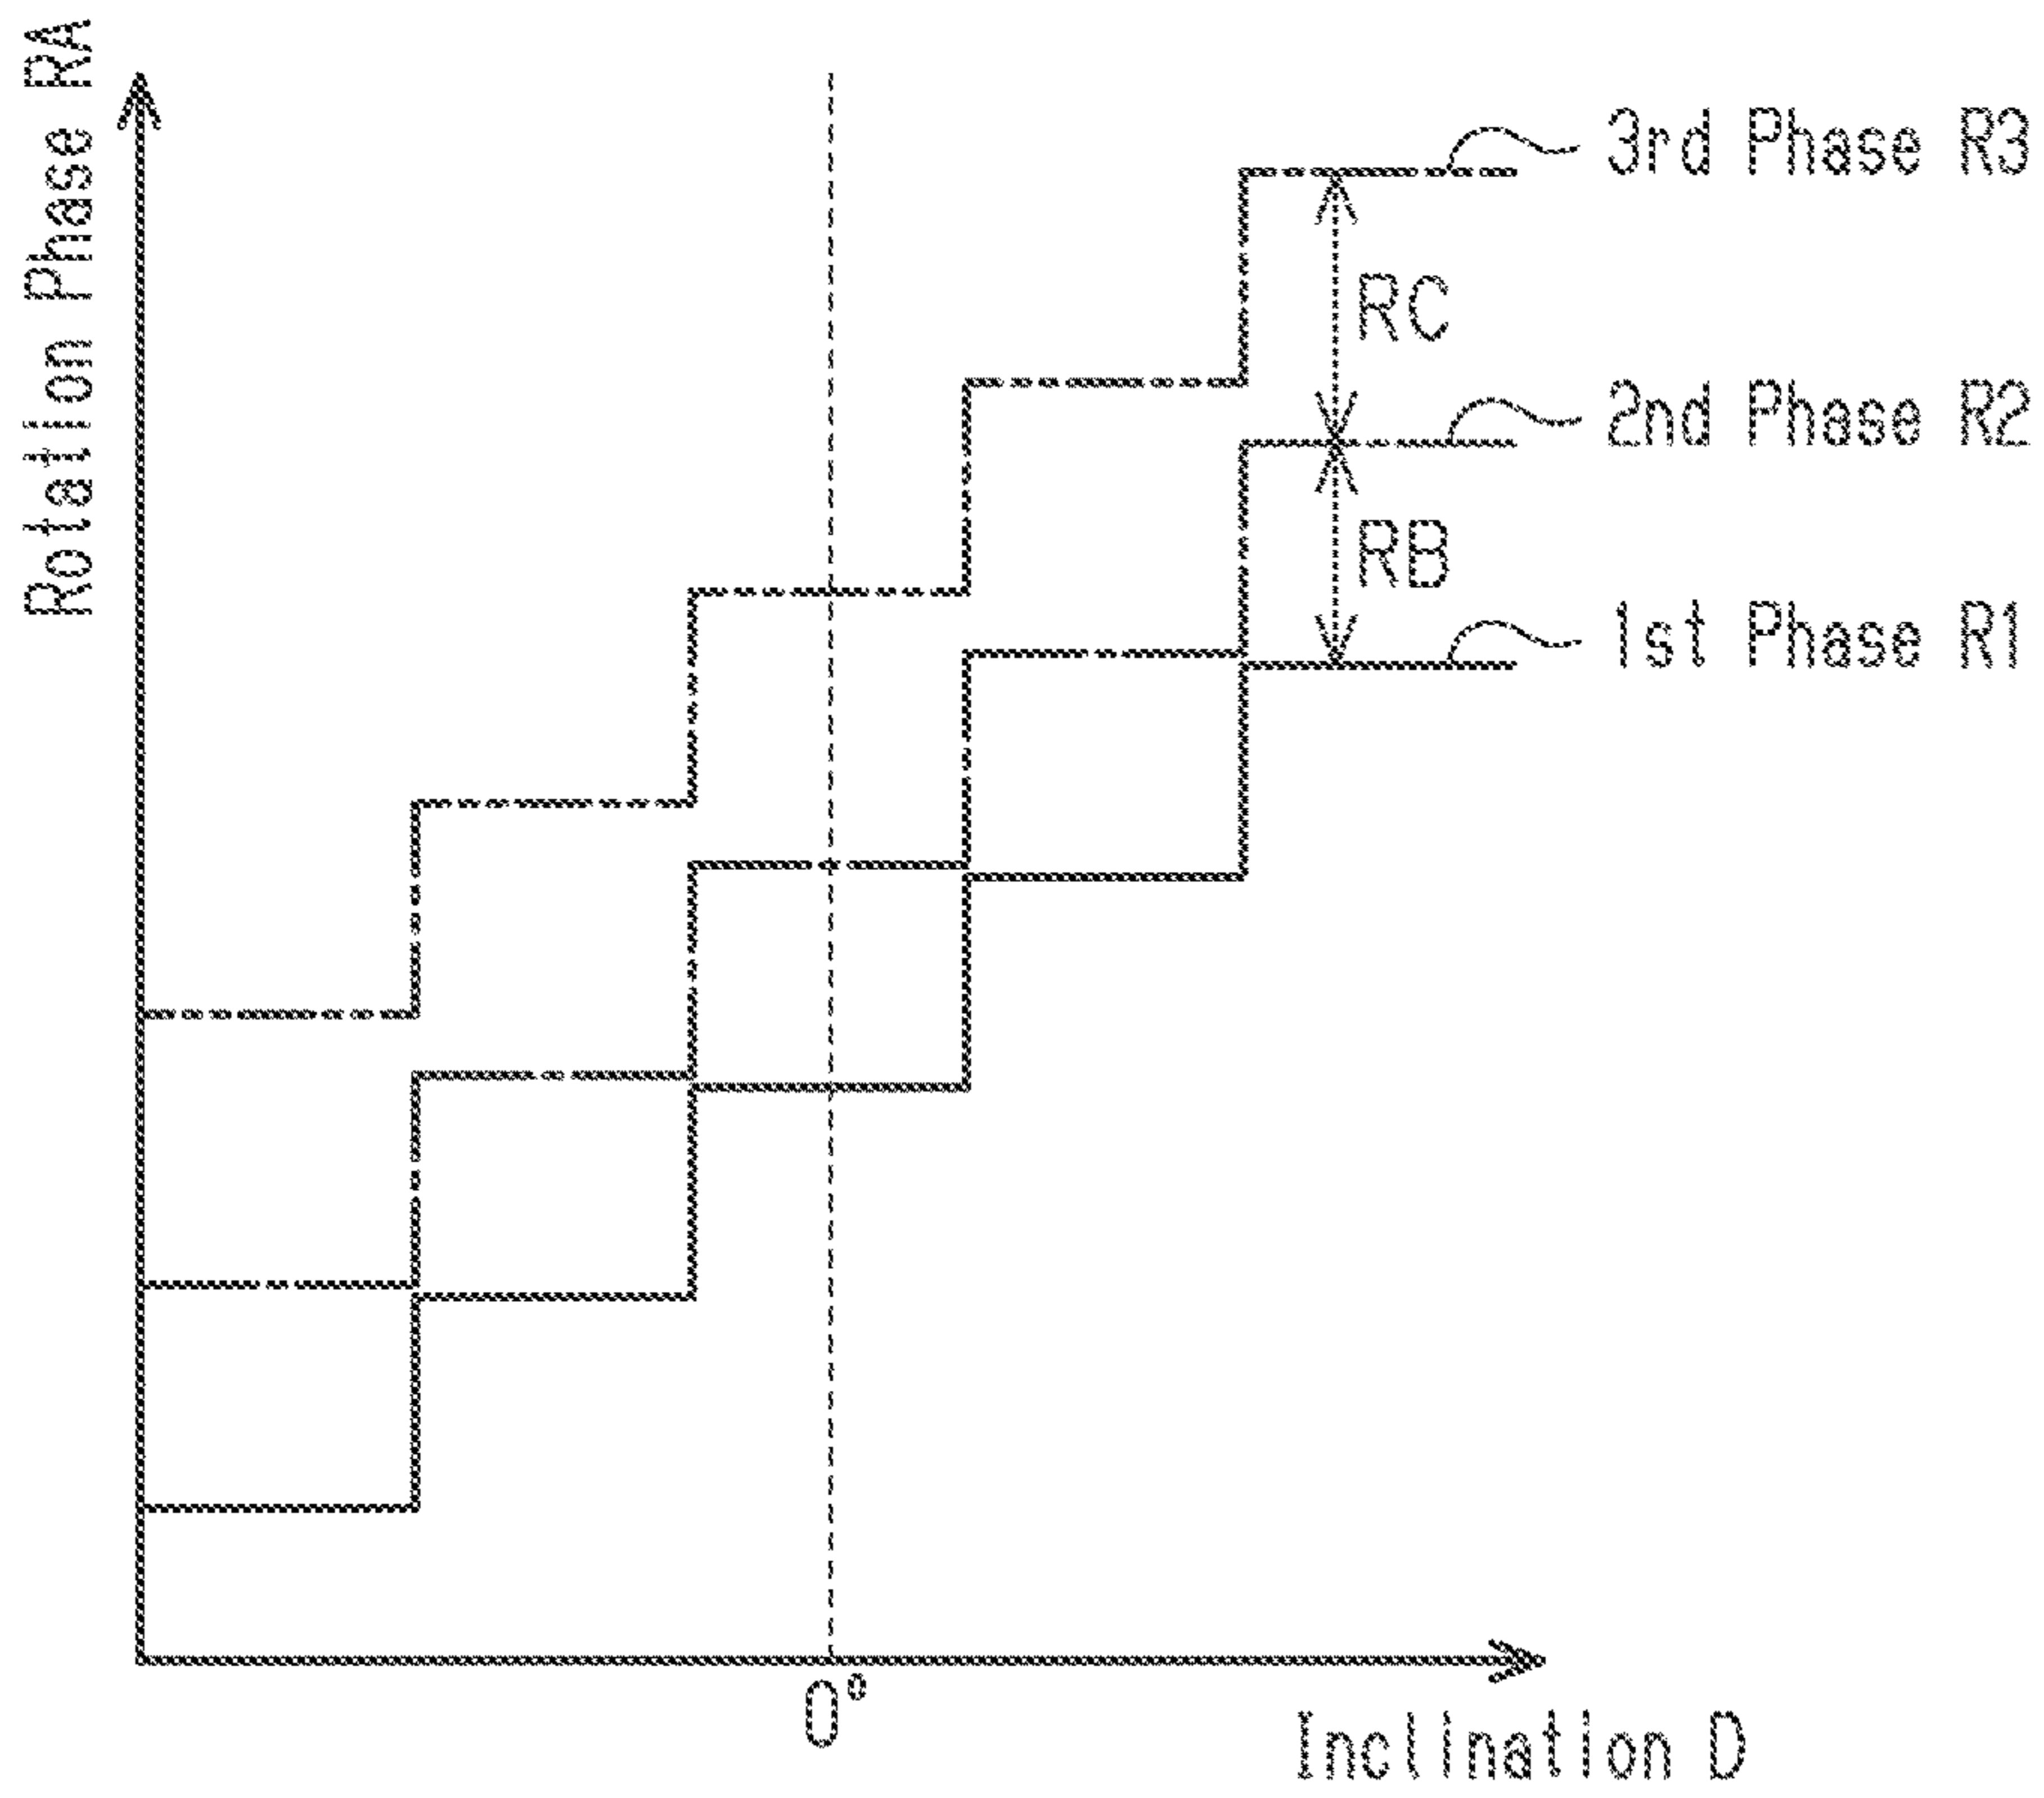 Rotation Phase RA
3rd Phase R3
RC
2nd Phase R2
RB
1st Phase R1
0°
Inclination D